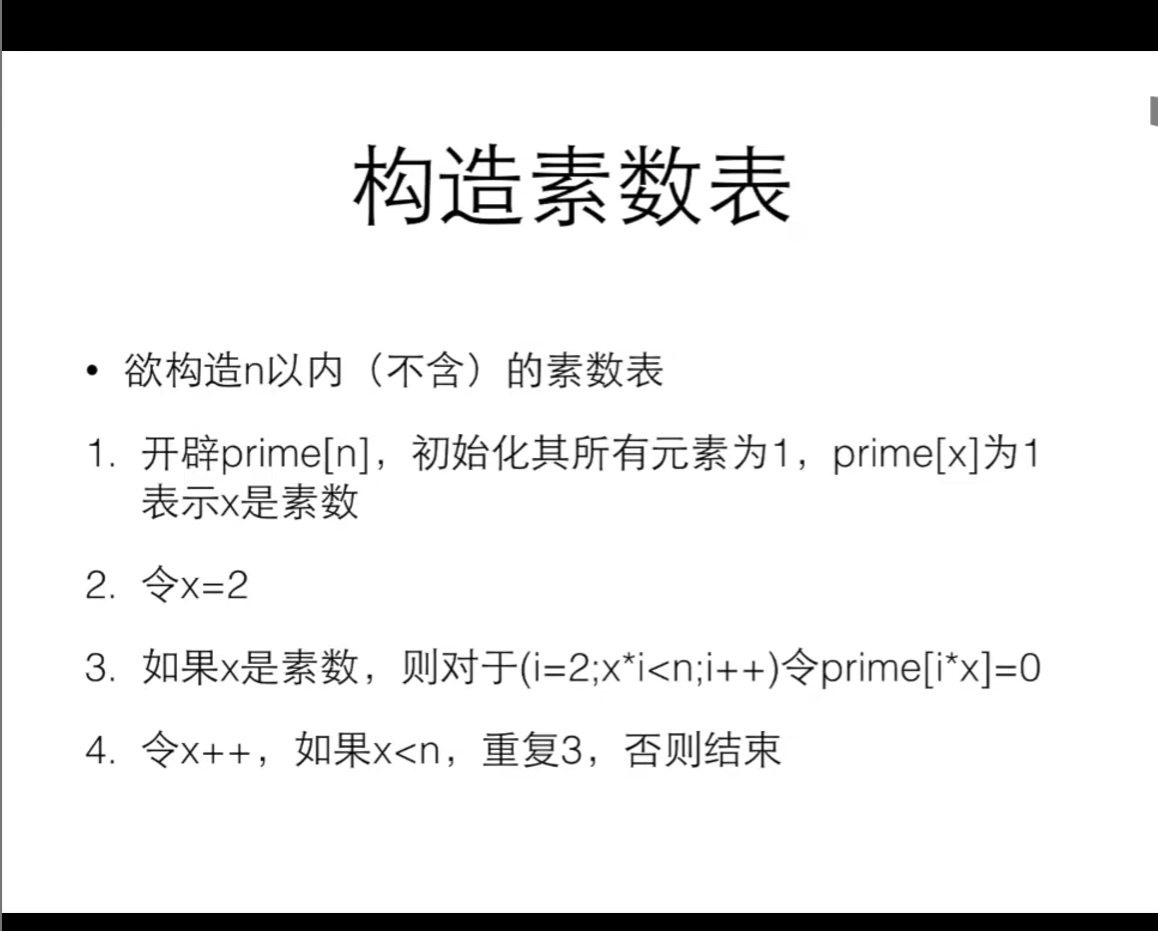 构造素数表
• 欲构造n以内（不含）的素数表
1. 开辟prime[n]，初始化其所有元素为1，prime[x]为1
表示x是素数
2. 令x=2
3. 如果x是素数，则对于(i=2;x*i<n;i++)令prime[i*x]=0
4. 令x++，如果x<n，重复3，否则结束